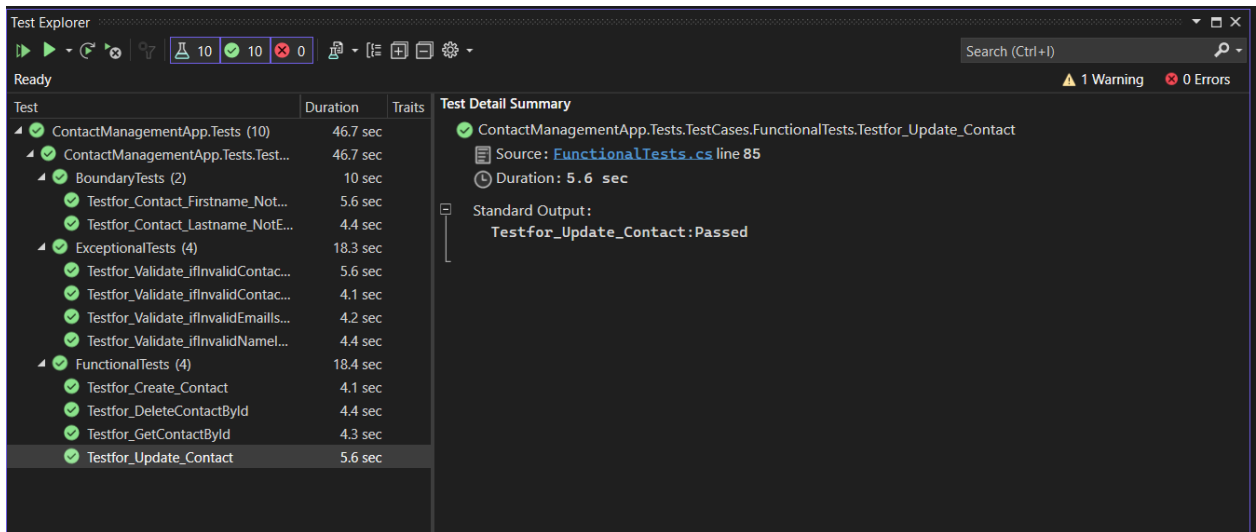 Test Explorer
10 10 0
Search (Ctrl+I)
Ready
1 Warning 0 Errors
Test Duration Traits
ContactManagementApp.Tests (10) 46.7 sec
ContactManagementApp.Tests.Test... 46.7 sec
BoundaryTests (2) 10 sec
Testfor_Contact_Firstname_Not... 5.6 sec
Testfor_Contact_Lastname_NotE... 4.4 sec
ExceptionalTests (4) 18.3 sec
Testfor_Validate_ifInvalidContac... 5.6 sec
Testfor_Validate_ifInvalidContac... 4.1 sec
Testfor_Validate_ifInvalidEmailIs... 4.2 sec
Testfor_Validate_ifInvalidNameI... 4.4 sec
FunctionalTests (4) 18.4 sec
Testfor_Create_Contact 4.1 sec
Testfor_DeleteContactById 4.4 sec
Testfor_GetContactById 4.3 sec
Testfor_Update_Contact 5.6 sec
Test Detail Summary
ContactManagementApp.Tests.TestCases.FunctionalTests.Testfor_Update_Contact
Source: FunctionalTests.cs line 85
Duration: 5.6 sec
Standard Output:
Testfor_Update_Contact:Passed